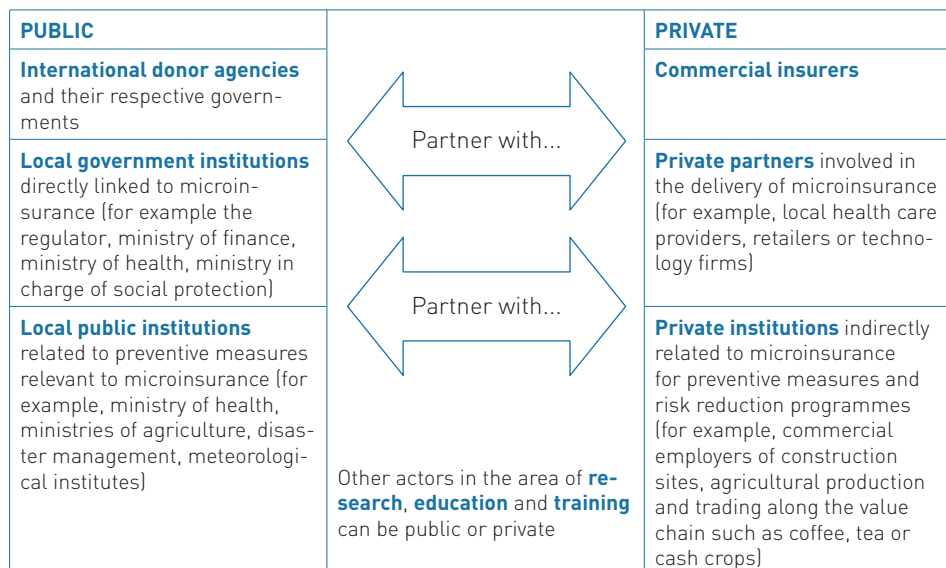 PUBLIC
International donor agencies
and their respective govern-
ments
Local government institutions
directly linked to microin-
surance (for example the
regulator, ministry of finance,
ministry of health, ministry in
charge of social protection)
Local public institutions
related to preventive measures
relevant to microinsurance (for
example, ministry of health,
ministries of agriculture, disas-
ter management, meteorologi-
cal institutes)
Partner with...
Partner with...
Other actors in the area of re-
search, education and training
can be public or private
PRIVATE
Commercial insurers
Private partners involved in
the delivery of microinsurance
(for example, local health care
providers, retailers or techno-
logy firms)
Private institutions indirectly
related to microinsurance
for preventive measures and
risk reduction programmes
(for example, commercial
employers of construction
sites, agricultural production
and trading along the value
chain such as coffee, tea or
cash crops)